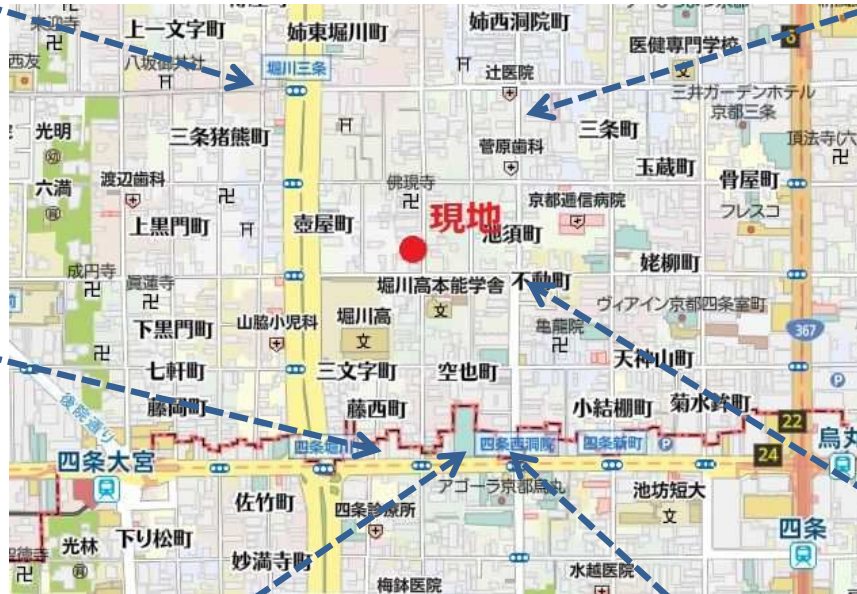 上一文字町
姉東堀川町
姉西洞院町
医健専門学校
西友
八坂御供社
堀川三条
辻医院
三井ガーデンホテル
京都三条
光明
三条猪熊町
菅原歯科
三条町
頂法寺(六
玉蔵町
六満
渡辺歯科
佛現寺
骨屋町
上黒門町
壺屋町
現地
池須町
京都逓信病院
フレスコ
成円寺
眞蓮寺
堀川高本能学舎
不動町
姥柳町
ヴィアイン京都四条室町
下黒門町
山脇小児科
堀川高
文
亀龍院
367
七軒町
三文字町
空也町
天神山町
後院通り
藤岡町
藤西町
小結棚町
菊水鉾町
22
四条堀川
四条西洞院
四条新町
24
烏丸
四条大宮
佐竹町
四条診療所
アゴーラ京都烏丸
池坊短大
文
光林
下り松町
四条
妙満寺町
梅鉢医院
水越医院